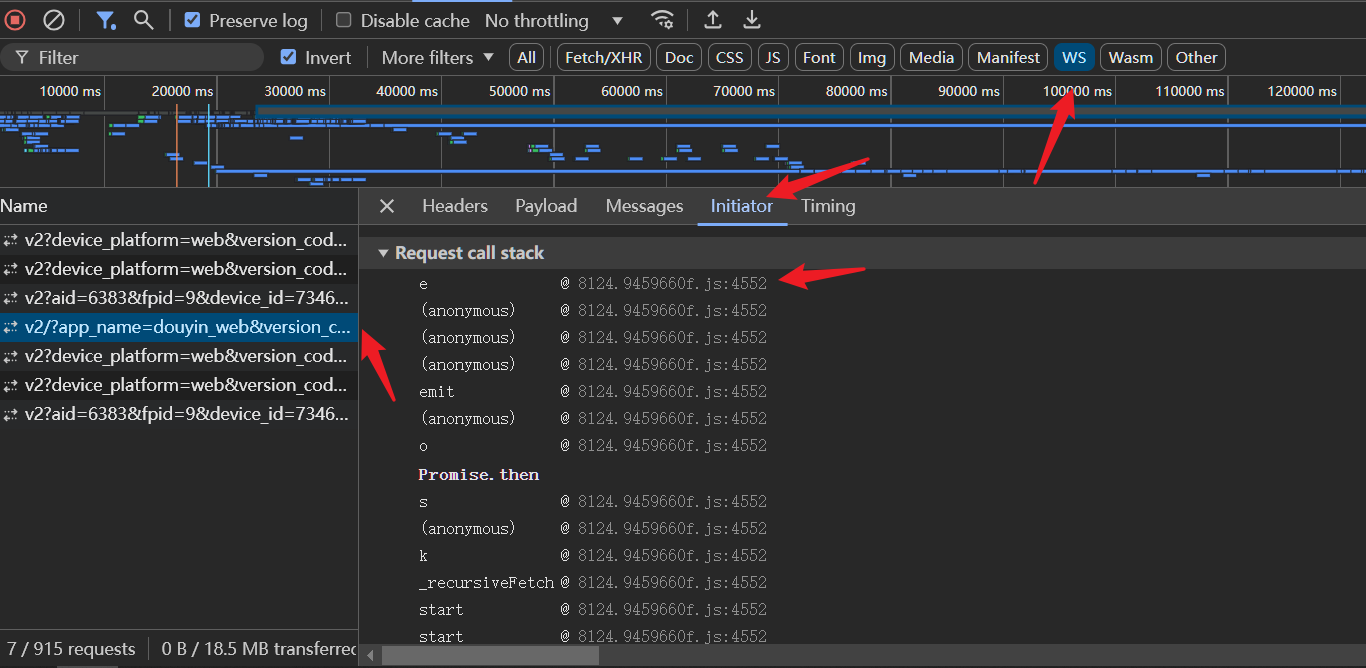 Preserve log Disable cache No throttling
Filter Invert More filters All Fetch/XHR Doc CSS JS Font Img Media Manifest WS Wasm Other
10000 ms 20000 ms 30000 ms 40000 ms 50000 ms 60000 ms 70000 ms 80000 ms 90000 ms 100000 ms 110000 ms 120000 ms
Name
v2?device_platform=web&version_cod...
v2?device_platform=web&version_cod...
v2?aid=6383&fpid=9&device_id=7346...
v2/?app_name=douyin_web&version_c...
v2?device_platform=web&version_cod...
v2?device_platform=web&version_cod...
v2?aid=6383&fpid=9&device_id=7346...
7 / 915 requests 0 B / 18.5 MB transferred
Headers Payload Messages Initiator Timing
Request call stack
e @ 8124.9459660f.js:4552
(anonymous) @ 8124.9459660f.js:4552
(anonymous) @ 8124.9459660f.js:4552
(anonymous) @ 8124.9459660f.js:4552
emit @ 8124.9459660f.js:4552
(anonymous) @ 8124.9459660f.js:4552
o @ 8124.9459660f.js:4552
Promise.then
s @ 8124.9459660f.js:4552
(anonymous) @ 8124.9459660f.js:4552
k @ 8124.9459660f.js:4552
_recursiveFetch @ 8124.9459660f.js:4552
start @ 8124.9459660f.js:4552
start @ 8124.9459660f.js:4552